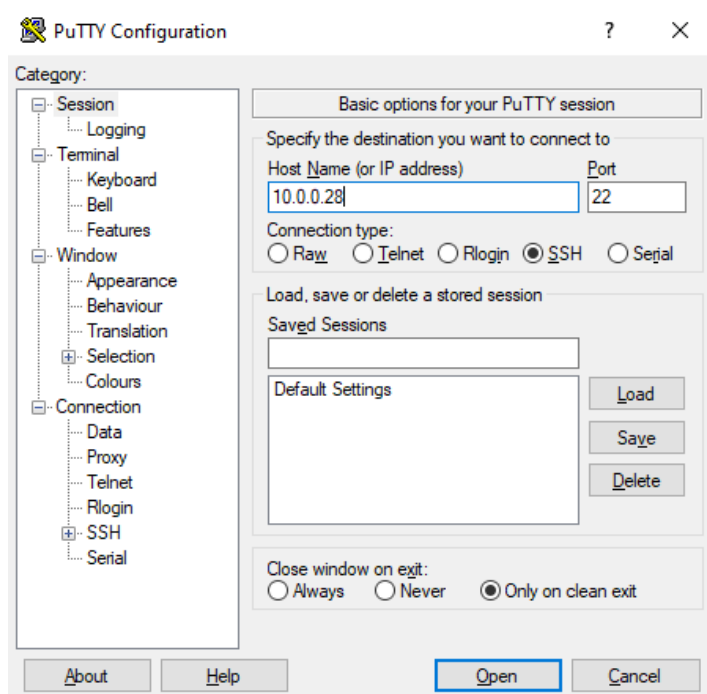 PuTTY Configuration ? ×
Category:
Session
Logging
Terminal
Keyboard
Bell
Features
Window
Appearance
Behaviour
Translation
Selection
Colours
Connection
Data
Proxy
Telnet
Rlogin
SSH
Serial
Basic options for your PuTTY session
Specify the destination you want to connect to
Host Name (or IP address) Port
10.0.0.28 22
Connection type:
Raw Telnet Rlogin SSH Serial
Load, save or delete a stored session
Saved Sessions
Default Settings
Load
Save
Delete
Close window on exit:
Always Never Only on clean exit
About Help Open Cancel